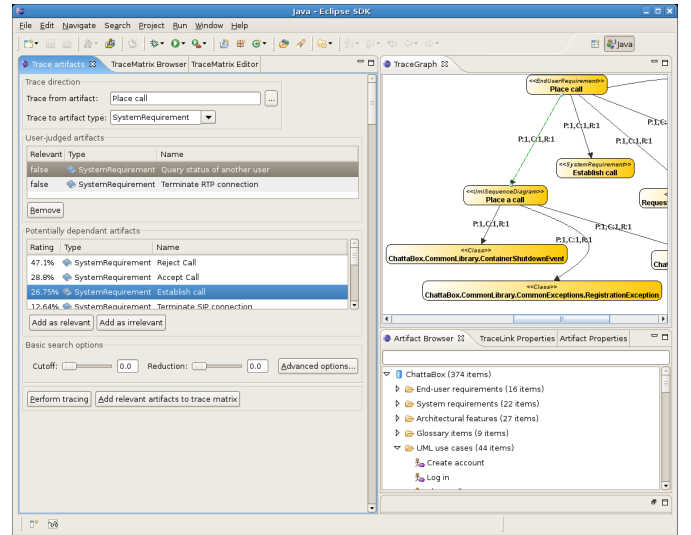 Java - Eclipse SDK
File Edit Navigate Search Project Run Window Help
Java
Trace artifacts TraceMatrix Browser TraceMatrix Editor
Trace direction
Trace from artifact: Place call ...
Trace to artifact type: SystemRequirement
User-judged artifacts
Relevant Type Name
false SystemRequirement Query status of another user
false SystemRequirement Terminate RTP connection
Remove
Potentially dependant artifacts
Rating Type Name
47.1% SystemRequirement Reject Call
28.8% SystemRequirement Accept Call
26.75% SystemRequirement Establish call
12.64% SystemRequirement Terminate SIP connection
Add as relevant Add as irrelevant
Basic search options
Cutoff: 0.0 Reduction: 0.0 Advanced options...
Perform tracing Add relevant artifacts to trace matrix
TraceGraph
<<EndUserRequirement>>
Place call
P:1,C:1,R:1
P:1,C:1,R:1
<<SystemRequirement>>
Establish call
<<UmlSequenceDiagram>>
Place a call
Request
P:1,C:1,R:1
P:1,C:1,R:1
<<Class>>
ChattaBox.CommonLibrary.ContainerShutdownEvent
<<Class>>
ChattaBox.CommonLibrary.CommonExceptions.RegistrationException
Artifact Browser TraceLink Properties Artifact Properties
ChattaBox (374 items)
End-user requirements (16 items)
System requirements (22 items)
Architectural features (27 items)
Glossary items (9 items)
UML use cases (44 items)
Create account
Log in